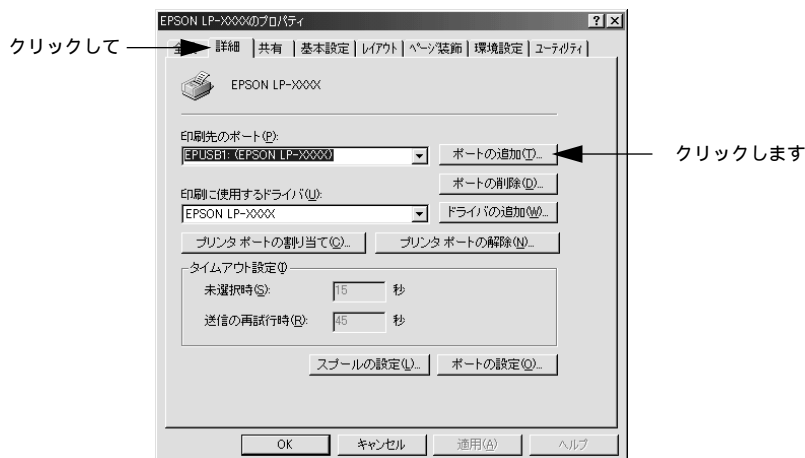 EPSON LP-XXXXのプロパティ
クリックして
詳細
共有
基本設定
レイアウト
ページ装飾
環境設定
ユーティリティ
EPSON LP-XXXX
印刷先のポート(P):
EPUSB1: (EPSON LP-XXXX)
ポートの追加(T)...
クリックします
ポートの削除(D)...
印刷に使用するドライバ(U):
EPSON LP-XXXX
ドライバの追加(W)...
プリンタ ポートの割り当て(C)...
プリンタ ポートの解除(N)...
タイムアウト設定
未選択時(S):
15
秒
送信の再試行時(R):
45
秒
スプールの設定(L)...
ポートの設定(O)...
OK
キャンセル
適用(A)
ヘルプ